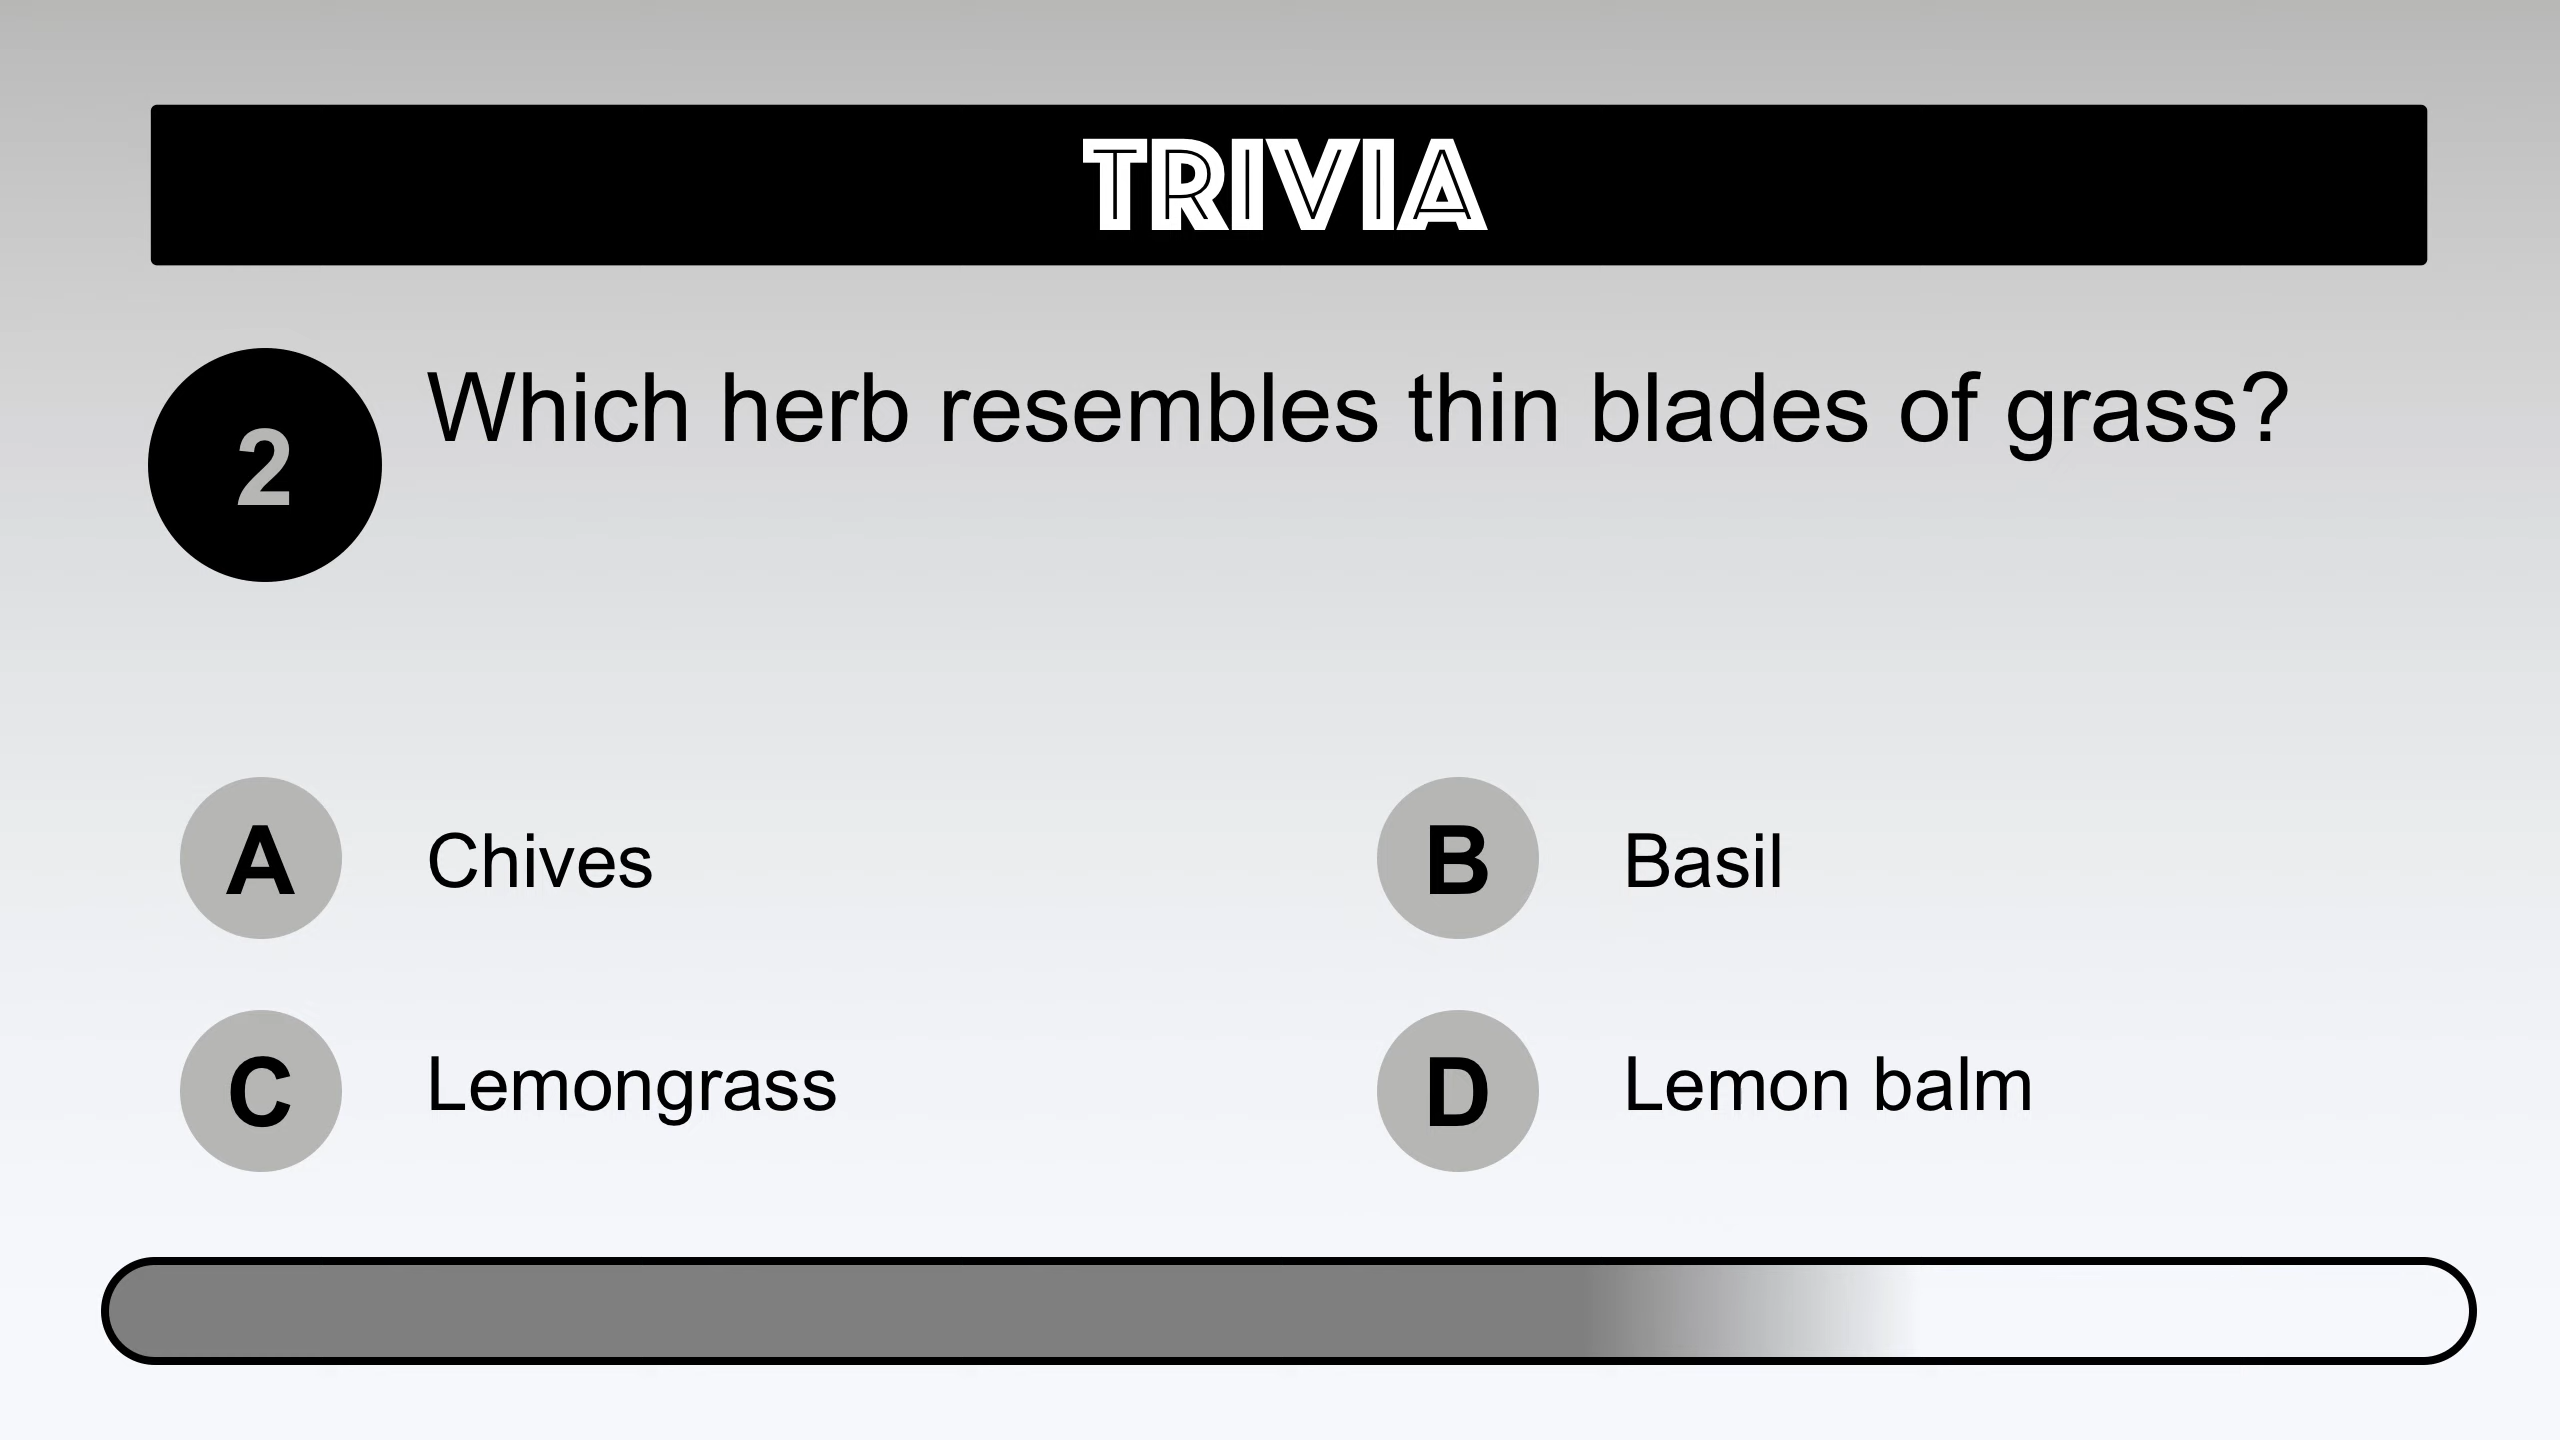 TRIVIA
2
Which herb resembles thin blades of grass?
A
Chives
B
Basil
C
Lemongrass
D
Lemon balm